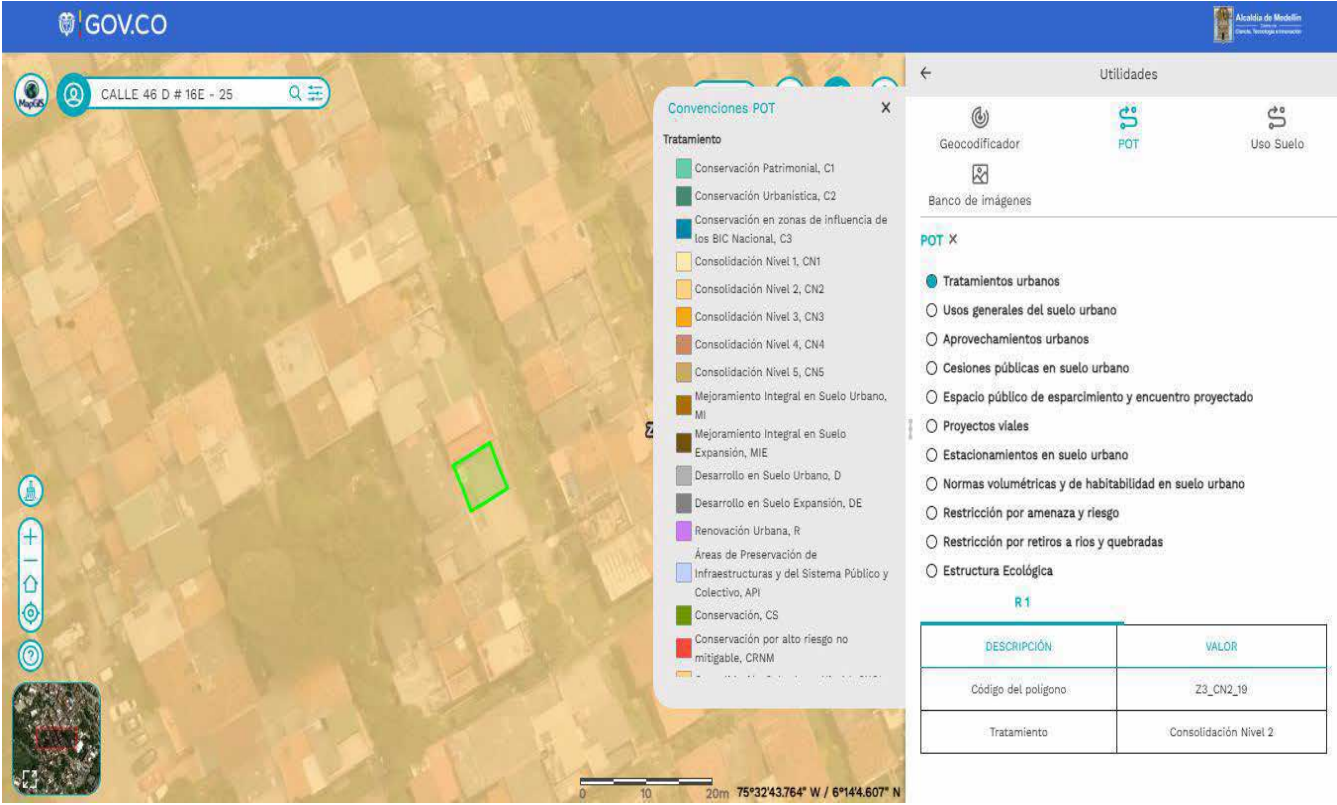 GOV.CO
Alcaldía de Medellín
MapGIS
CALLE 46 D # 16E - 25
Convenciones POT X
Tratamiento
Conservación Patrimonial, C1
Conservación Urbanística, C2
Conservación en zonas de influencia de
los BIC Nacional, C3
Consolidación Nivel 1, CN1
Consolidación Nivel 2, CN2
Consolidación Nivel 3, CN3
Consolidación Nivel 4, CN4
Consolidación Nivel 5, CN5
Mejoramiento Integral en Suelo Urbano,
MI
Mejoramiento Integral en Suelo
Expansión, MIE
Desarrollo en Suelo Urbano, D
Desarrollo en Suelo Expansión, DE
Renovación Urbana, R
Áreas de Preservación de
Infraestructuras y del Sistema Público y
Colectivo, API
Conservación, CS
Conservación por alto riesgo no
mitigable, CRNM
0 10 20m 75°32'43.764" W / 6°14'4.607" N
Utilidades
Geocodificador POT Uso Suelo
Banco de imágenes
POT X
Tratamientos urbanos
Usos generales del suelo urbano
Aprovechamientos urbanos
Cesiones públicas en suelo urbano
Espacio público de esparcimiento y encuentro proyectado
Proyectos viales
Estacionamientos en suelo urbano
Normas volumétricas y de habitabilidad en suelo urbano
Restricción por amenaza y riesgo
Restricción por retiros a rios y quebradas
Estructura Ecológica
R 1
DESCRIPCIÓN VALOR
Código del polígono Z3_CN2_19
Tratamiento Consolidación Nivel 2